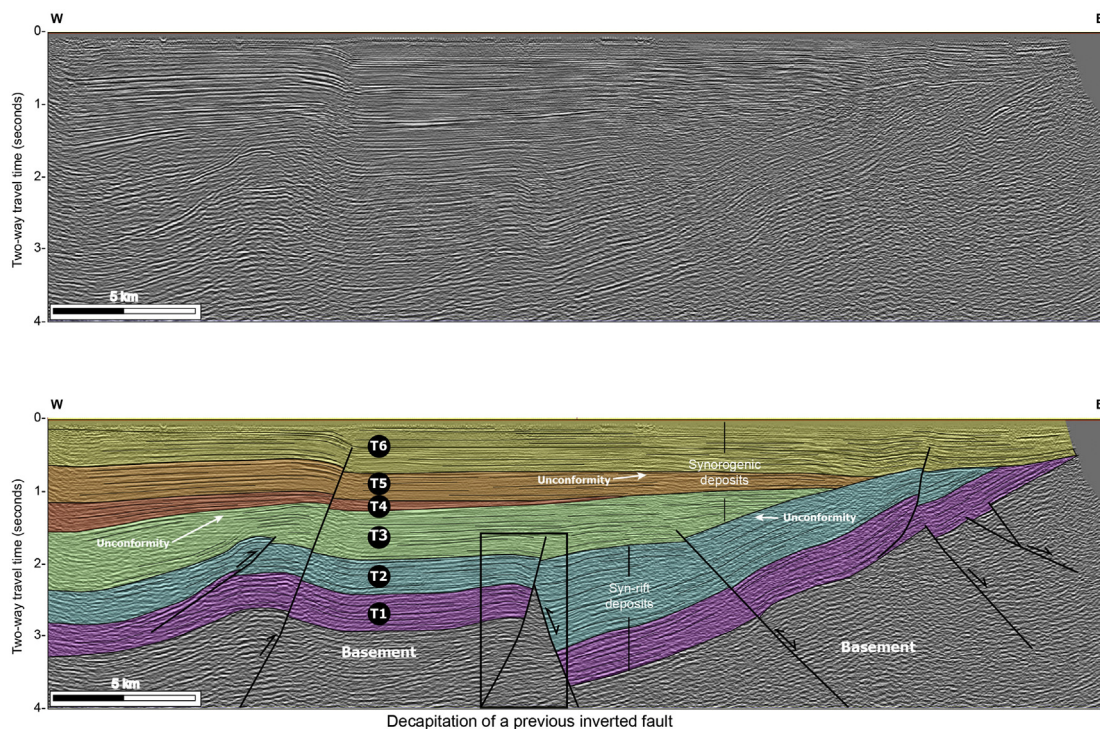 W
E
0-
1-
2-
3-
4-
Two-way travel time (seconds)
5 km
W
E
0-
1-
2-
3-
4-
Two-way travel time (seconds)
T6
T5
T4
T3
T2
T1
Synorogenic
deposits
Unconformity
Unconformity
Unconformity
Syn-rift
deposits
Basement
Basement
5 km
Decapitation of a previous inverted fault